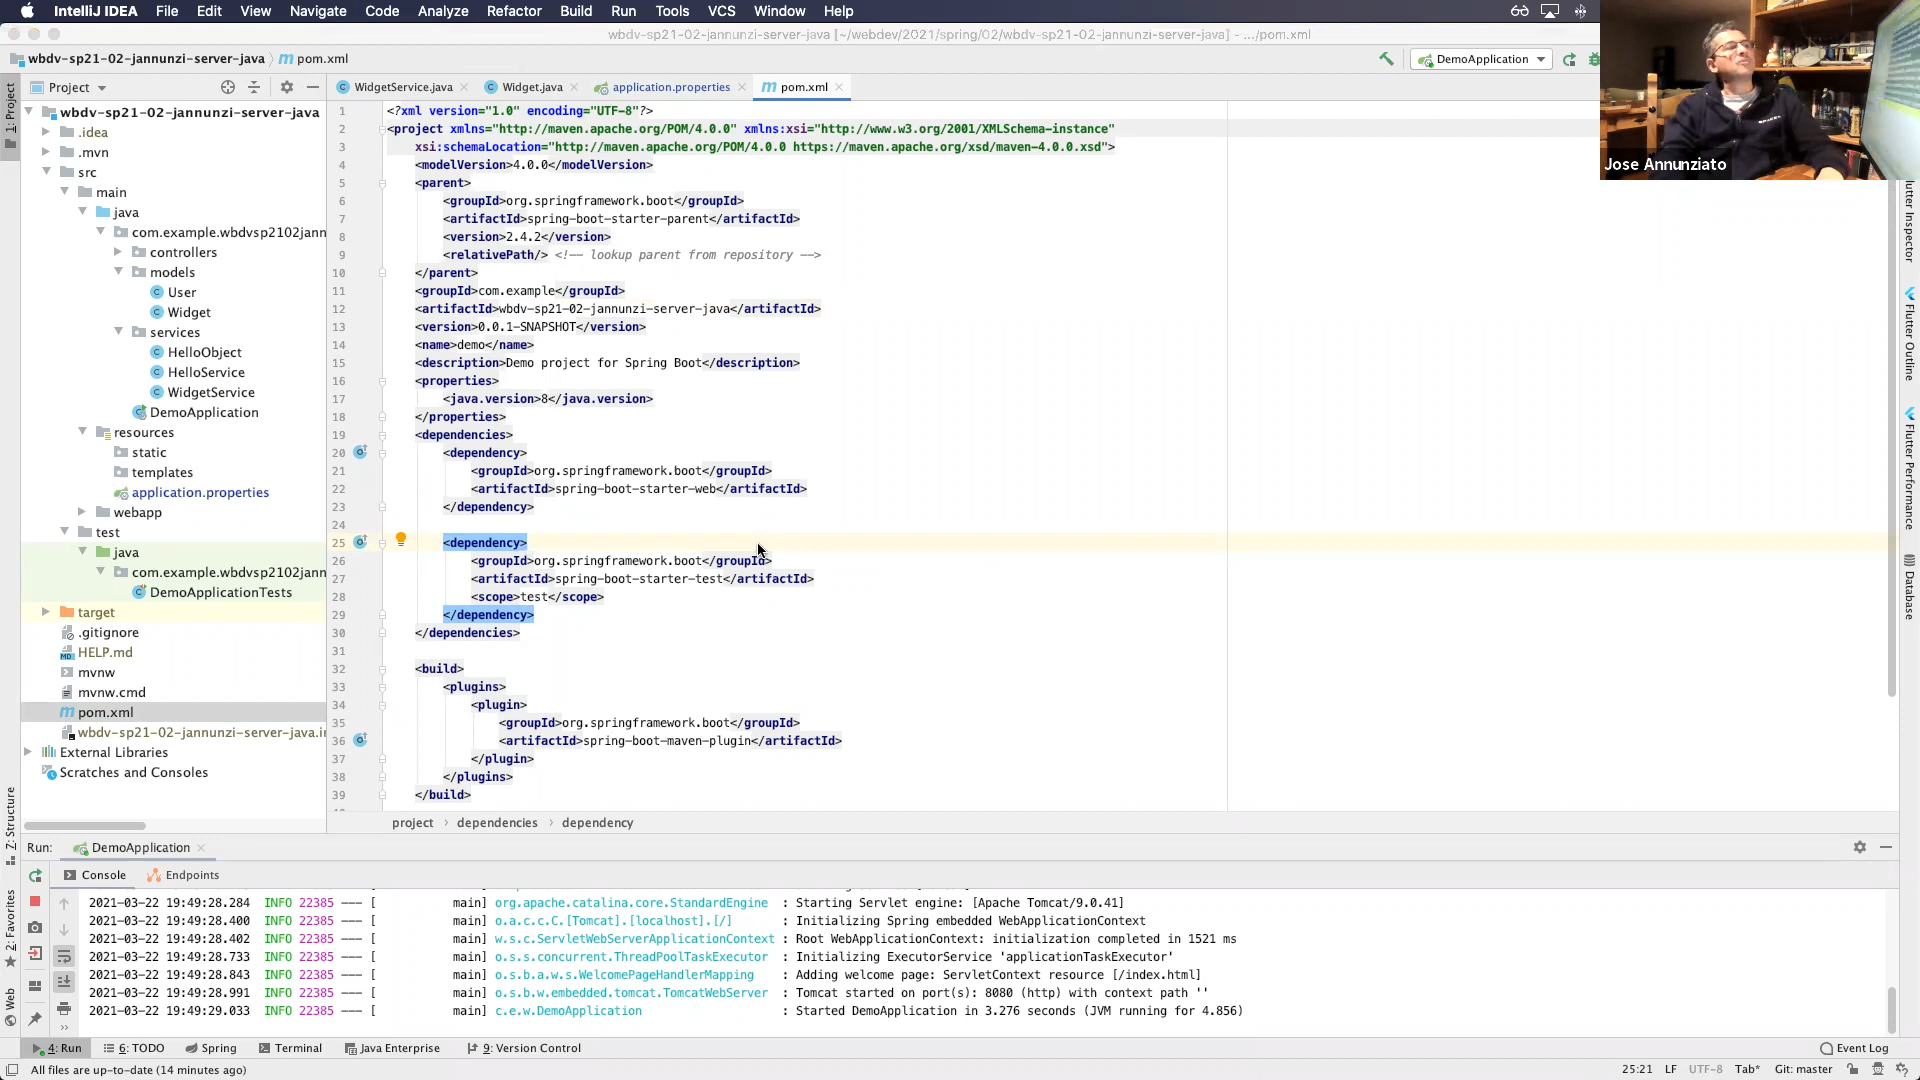 IntelliJ IDEA File Edit View Navigate Code Analyze Refactor Build Run Tools VCS Window Help
wbdv-sp21-02-jannunzi-server-java [~/webdev/2021/spring/02/wbdv-sp21-02-jannunzi-server-java] - .../pom.xml
wbdv-sp21-02-jannunzi-server-java pom.xml
DemoApplication
Jose Annunziato
Project
WidgetService.java Widget.java application.properties pom.xml
1: Project
wbdv-sp21-02-jannunzi-server-java
.idea
.mvn
src
main
java
com.example.wbdvsp2102jann
controllers
models
User
Widget
services
HelloObject
HelloService
WidgetService
DemoApplication
resources
static
templates
application.properties
webapp
test
java
com.example.wbdvsp2102jann
DemoApplicationTests
target
.gitignore
HELP.md
mvnw
mvnw.cmd
pom.xml
wbdv-sp21-02-jannunzi-server-java.i
External Libraries
Scratches and Consoles
1 <?xml version="1.0" encoding="UTF-8"?>
2 <project xmlns="http://maven.apache.org/POM/4.0.0" xmlns:xsi="http://www.w3.org/2001/XMLSchema-instance"
3 xsi:schemaLocation="http://maven.apache.org/POM/4.0.0 https://maven.apache.org/xsd/maven-4.0.0.xsd">
4 <modelVersion>4.0.0</modelVersion>
5 <parent>
6 <groupId>org.springframework.boot</groupId>
7 <artifactId>spring-boot-starter-parent</artifactId>
8 <version>2.4.2</version>
9 <relativePath/> <!-- lookup parent from repository -->
10 </parent>
11 <groupId>com.example</groupId>
12 <artifactId>wbdv-sp21-02-jannunzi-server-java</artifactId>
13 <version>0.0.1-SNAPSHOT</version>
14 <name>demo</name>
15 <description>Demo project for Spring Boot</description>
16 <properties>
17 <java.version>8</java.version>
18 </properties>
19 <dependencies>
20 <dependency>
21 <groupId>org.springframework.boot</groupId>
22 <artifactId>spring-boot-starter-web</artifactId>
23 </dependency>
24
25 <dependency>
26 <groupId>org.springframework.boot</groupId>
27 <artifactId>spring-boot-starter-test</artifactId>
28 <scope>test</scope>
29 </dependency>
30 </dependencies>
31
32 <build>
33 <plugins>
34 <plugin>
35 <groupId>org.springframework.boot</groupId>
36 <artifactId>spring-boot-maven-plugin</artifactId>
37 </plugin>
38 </plugins>
39 </build>
project dependencies dependency
Flutter Inspector
Flutter Outline
Flutter Performance
Database
Z: Structure
2: Favorites
Web
Run: DemoApplication
Console Endpoints
2021-03-22 19:49:28.284 INFO 22385 --- [ main] org.apache.catalina.core.StandardEngine : Starting Servlet engine: [Apache Tomcat/9.0.41]
2021-03-22 19:49:28.400 INFO 22385 --- [ main] o.a.c.c.C.[Tomcat].[localhost].[/] : Initializing Spring embedded WebApplicationContext
2021-03-22 19:49:28.402 INFO 22385 --- [ main] w.s.c.ServletWebServerApplicationContext : Root WebApplicationContext: initialization completed in 1521 ms
2021-03-22 19:49:28.733 INFO 22385 --- [ main] o.s.s.concurrent.ThreadPoolTaskExecutor : Initializing ExecutorService 'applicationTaskExecutor'
2021-03-22 19:49:28.843 INFO 22385 --- [ main] o.s.b.a.w.s.WelcomePageHandlerMapping : Adding welcome page: ServletContext resource [/index.html]
2021-03-22 19:49:28.991 INFO 22385 --- [ main] o.s.b.w.embedded.tomcat.TomcatWebServer : Tomcat started on port(s): 8080 (http) with context path ''
2021-03-22 19:49:29.033 INFO 22385 --- [ main] c.e.w.DemoApplication : Started DemoApplication in 3.276 seconds (JVM running for 4.856)
4: Run 6: TODO Spring Terminal Java Enterprise 9: Version Control Event Log
All files are up-to-date (14 minutes ago) 25:21 LF UTF-8 Tab* Git: master